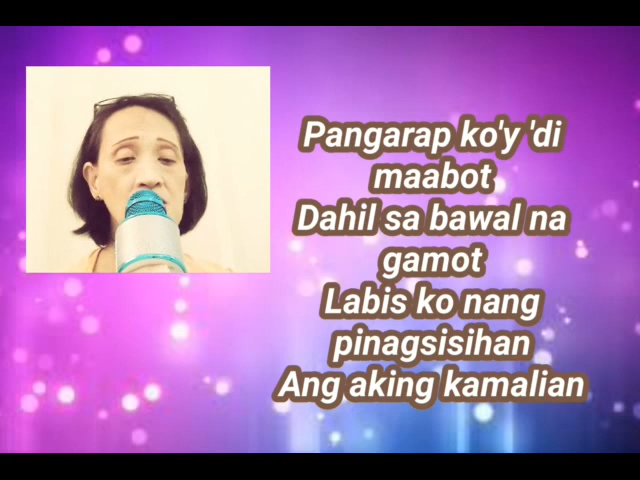 Pangarap ko'y 'di
maabot
Dahil sa bawal na
gamot
Labis ko nang
pinagsisihan
Ang aking kamalian